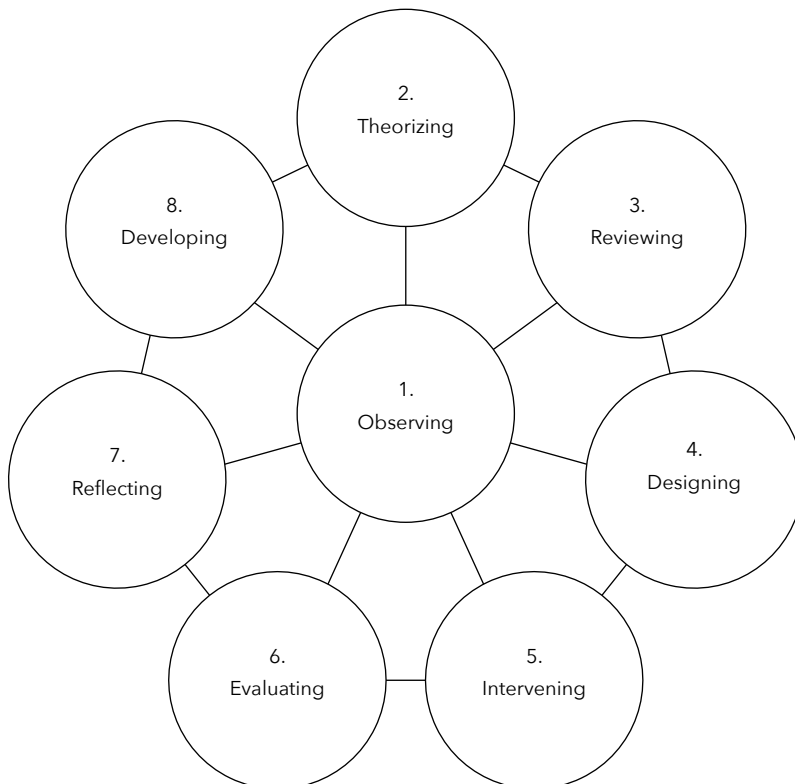 2.
Theorizing
8.
Developing
3.
Reviewing
1.
Observing
7.
Reflecting
4.
Designing
6.
Evaluating
5.
Intervening